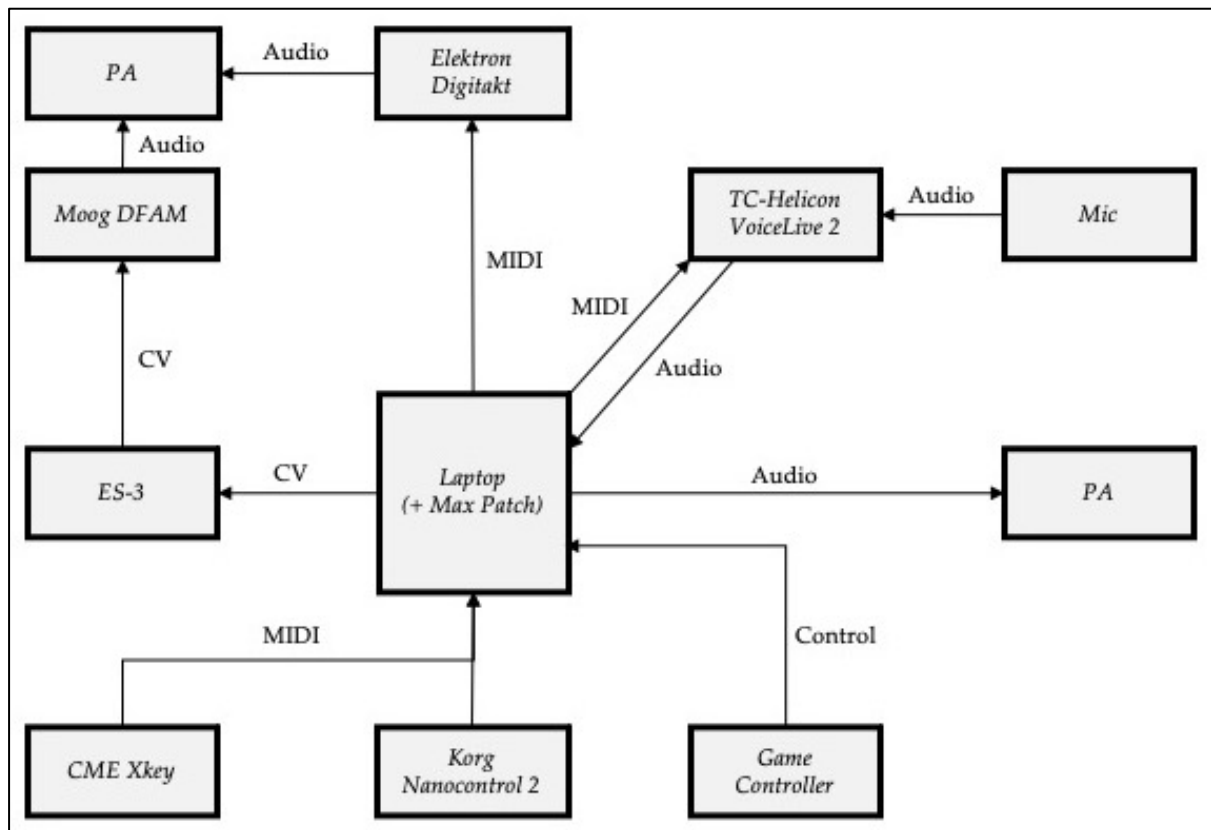 PA
Audio
Elektron
Digitakt
Audio
Moog DFAM
TC-Helicon
VoiceLive 2
Audio
Mic
MIDI
MIDI
CV
Audio
ES-3
CV
Laptop
(+ Max Patch)
Audio
PA
MIDI
Control
CME Xkey
Korg
Nanocontrol 2
Game
Controller